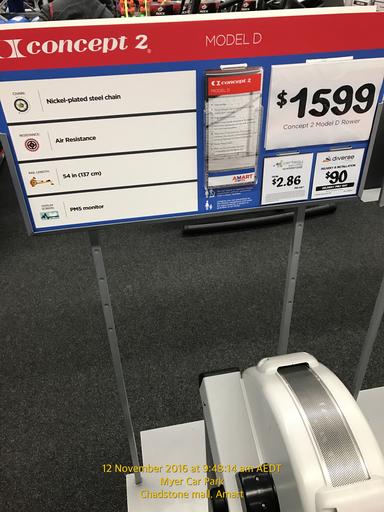 concept 2
MODEL D
CHAIN:
Nickel-plated steel chain
RESISTANCE:
Air Resistance
RAIL LENGTH:
54 in (137 cm)
DISPLAY SCREEN:
PM5 monitor
concept 2
MODEL D
AMART
$1599
Concept 2 Model D Rower
$2.86
diverse
DELIVERY & INSTALLATION
$90
12 November 2016 at 9:48:14 am AEDT
Myer Car Park
Chadstone mall, Amart